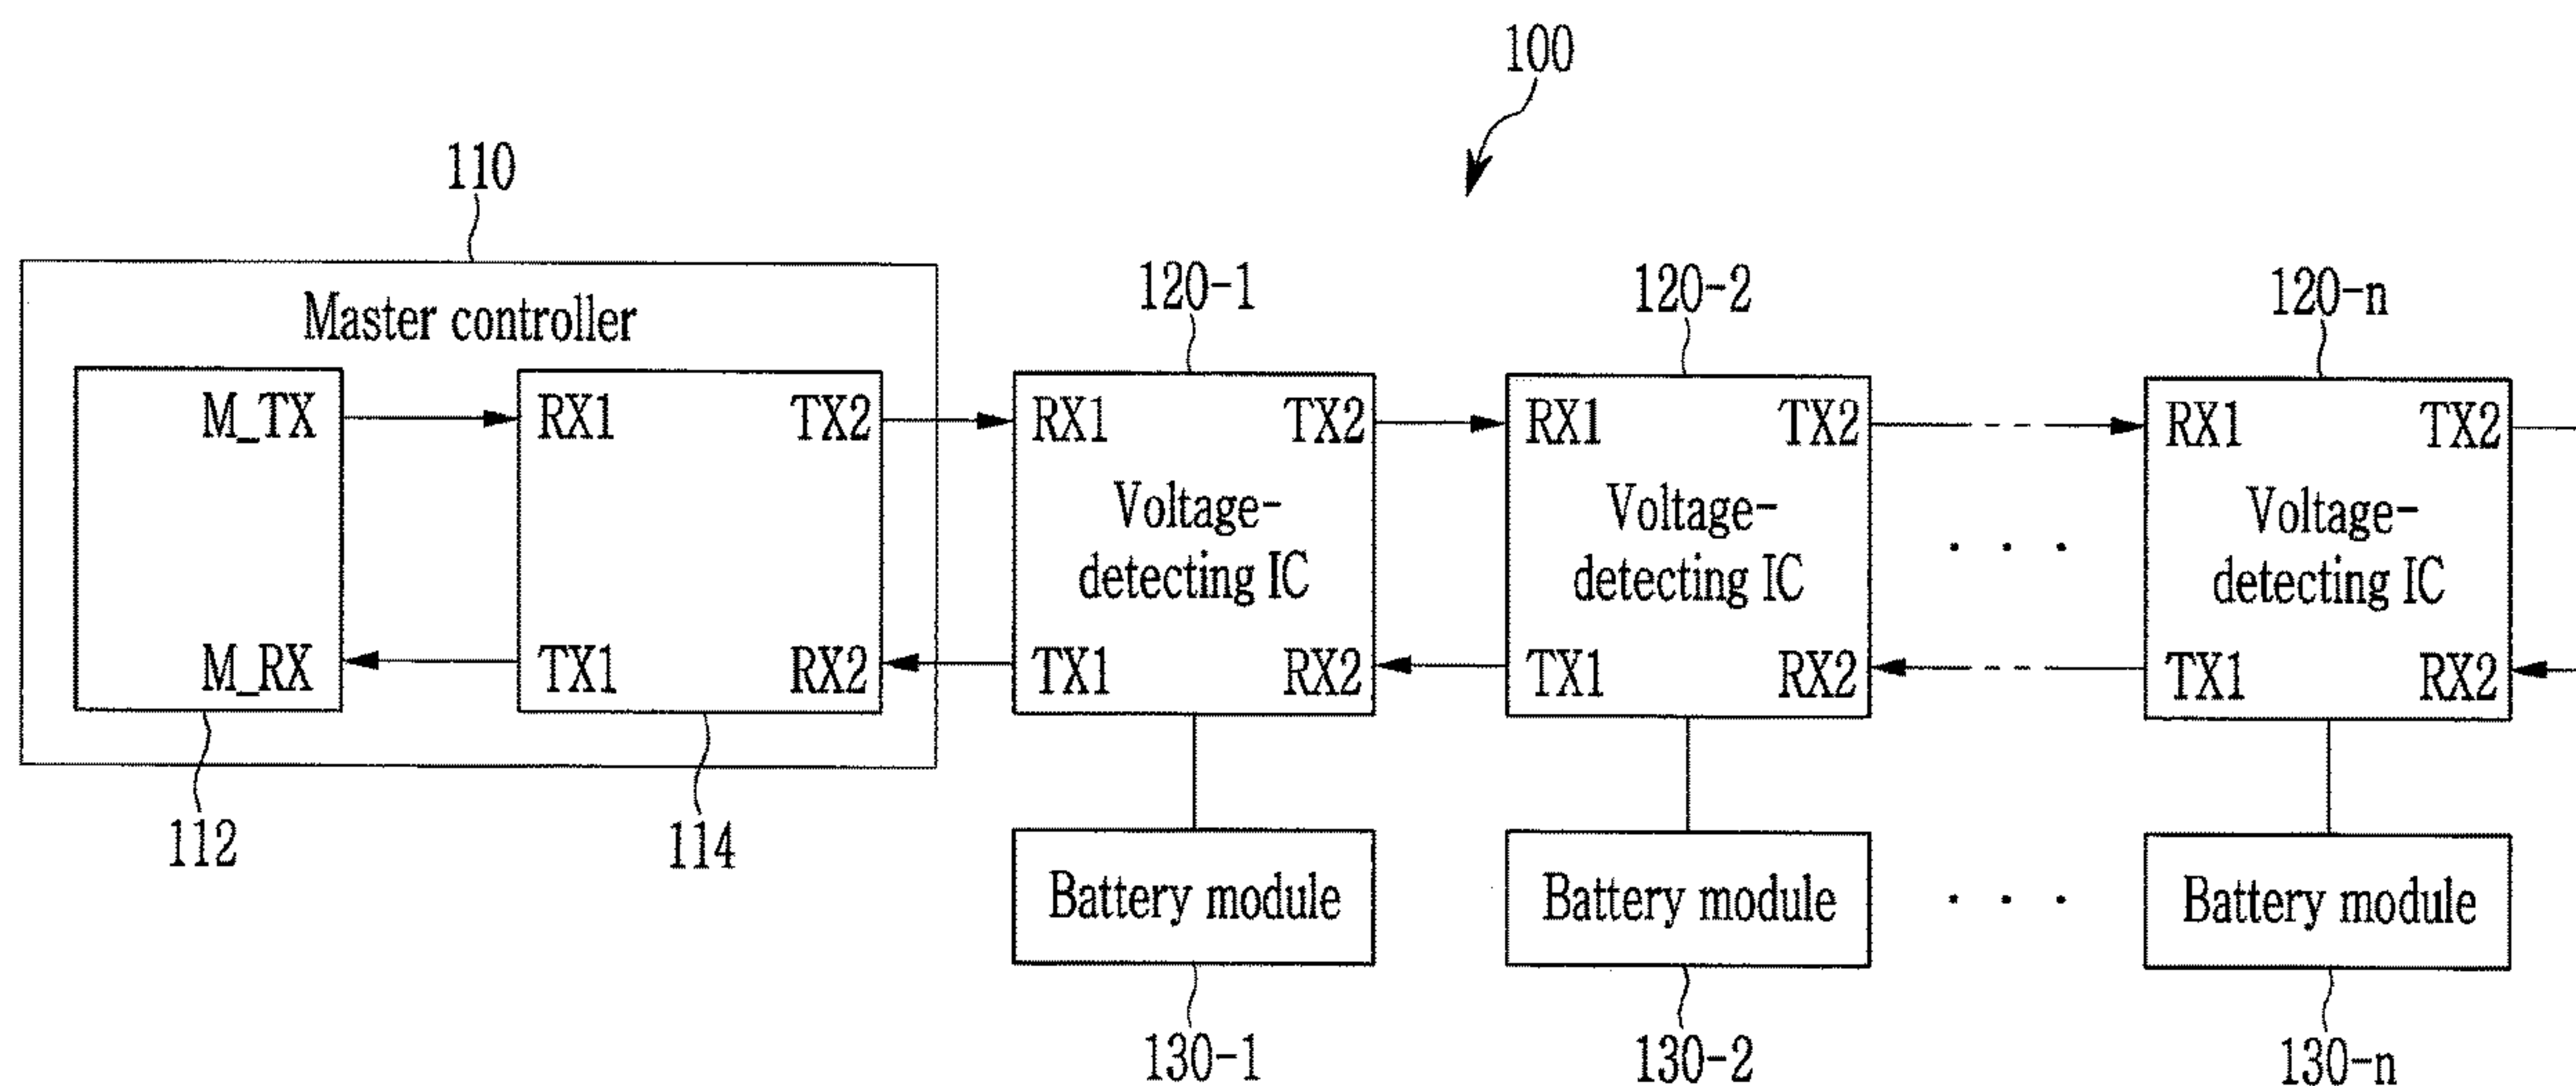 100
110
120-1
120-2
120-n
Master controller
M_TX
RX1
TX2
RX1
TX2
RX1
TX2
RX1
TX2
Voltage-
detecting IC
Voltage-
detecting IC
. . .
Voltage-
detecting IC
M_RX
TX1
RX2
TX1
RX2
TX1
RX2
TX1
RX2
112
114
Battery module
Battery module
. . .
Battery module
130-1
130-2
130-n